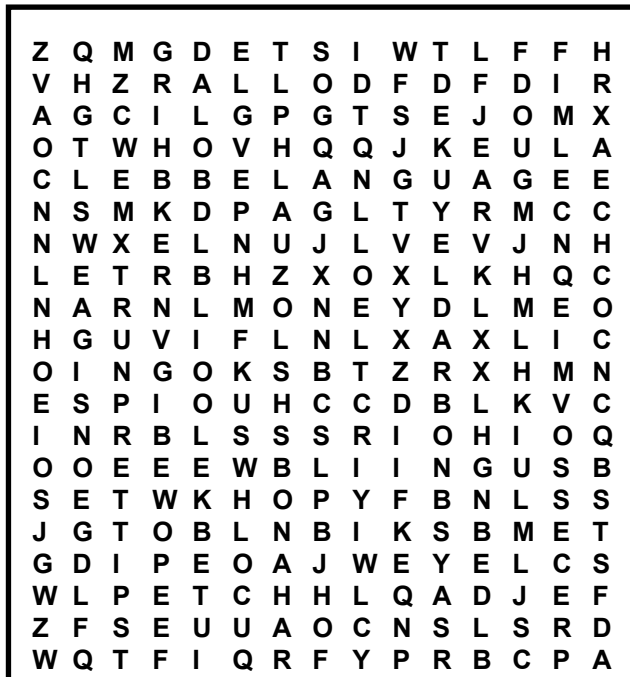 Z Q M G D E T S I W T L F F H
V H Z R A L L O D F D F D I R
A G C I L G P G T S E J O M X
O T W H O V H Q Q J K E U L A
C L E B B E L A N G U A G E E
N S M K D P A G L T Y R M C C
N W X E L N U J L V E V J N H
L E T R B H Z X O X L K H Q C
N A R N L M O N E Y D L M E O
H G U V I F L N L X A X L I C
O I N G O K S B T Z R X H M N
E S P I O U H C C D B L K V C
I N R B L S S S R I O H I O Q
O O E E E W B L I I N G U S B
S E T W K H O P Y F B N L S S
J G T O B L N B I K S B M E T
G D I P E O A J W E Y E L C S
W L P E T C H H L Q A D J E F
Z F S E U U A O C N S L S R D
W Q T F I Q R F Y P R B C P A